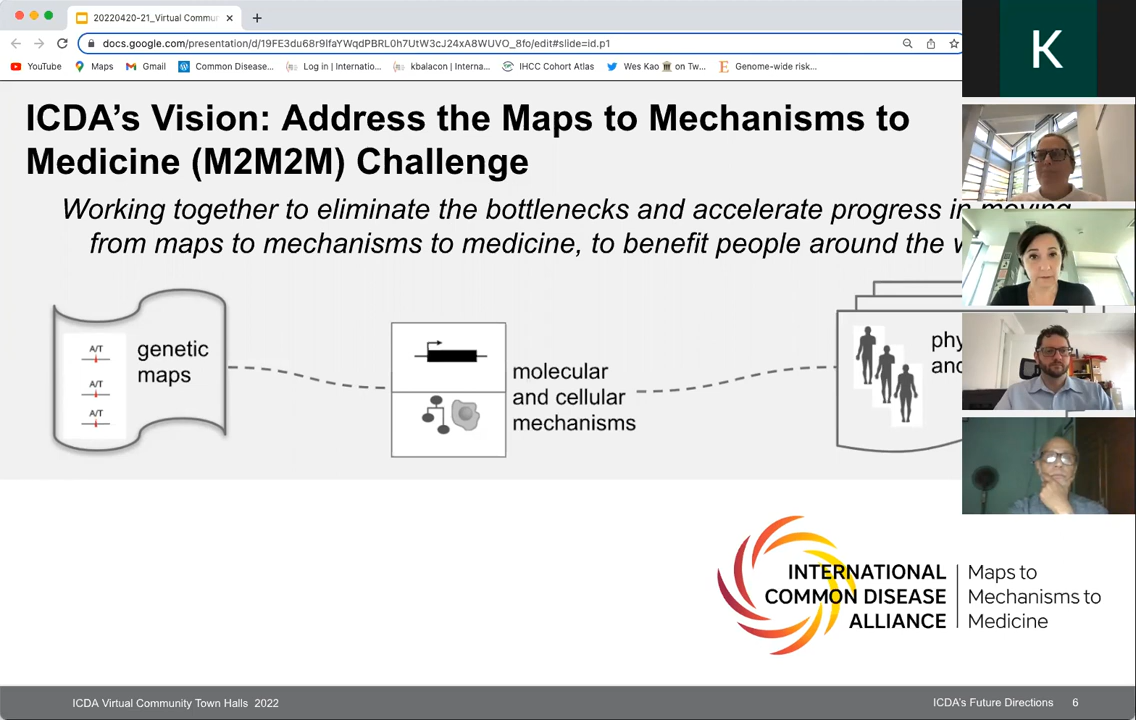 20220420-21_Virtual Commu
docs.google.com/presentation/d/19FE3du68r9IfaYWqdPBRL0h7UtW3cJ24xA8WUVO_8fo/edit#slide=id.p1
YouTube Maps Gmail Common Disease... Log in | Internatio... kbalacon | Interna... IHCC Cohort Atlas Wes Kao 🏛 on Tw... Genome-wide risk...
K
ICDA's Vision: Address the Maps to Mechanisms to
Medicine (M2M2M) Challenge
Working together to eliminate the bottlenecks and accelerate progress in moving
from maps to mechanisms to medicine, to benefit people around the w
A/T
A/T
A/T
genetic
maps
molecular
and cellular
mechanisms
phy
and
INTERNATIONAL
COMMON DISEASE
ALLIANCE
Maps to
Mechanisms to
Medicine
ICDA Virtual Community Town Halls 2022
ICDA's Future Directions 6